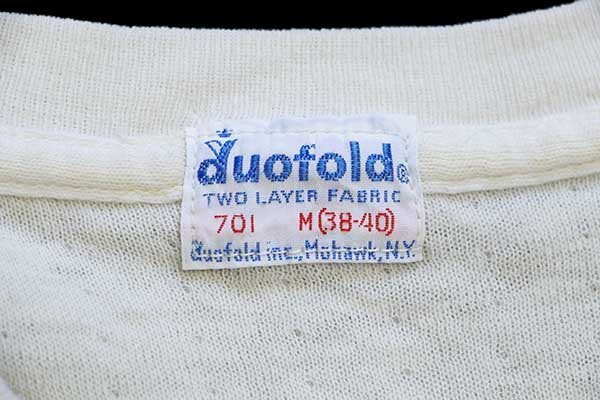 duofold®
TWO LAYER FABRIC
701 M(38-40)
duofold inc., Mohawk, N.Y.